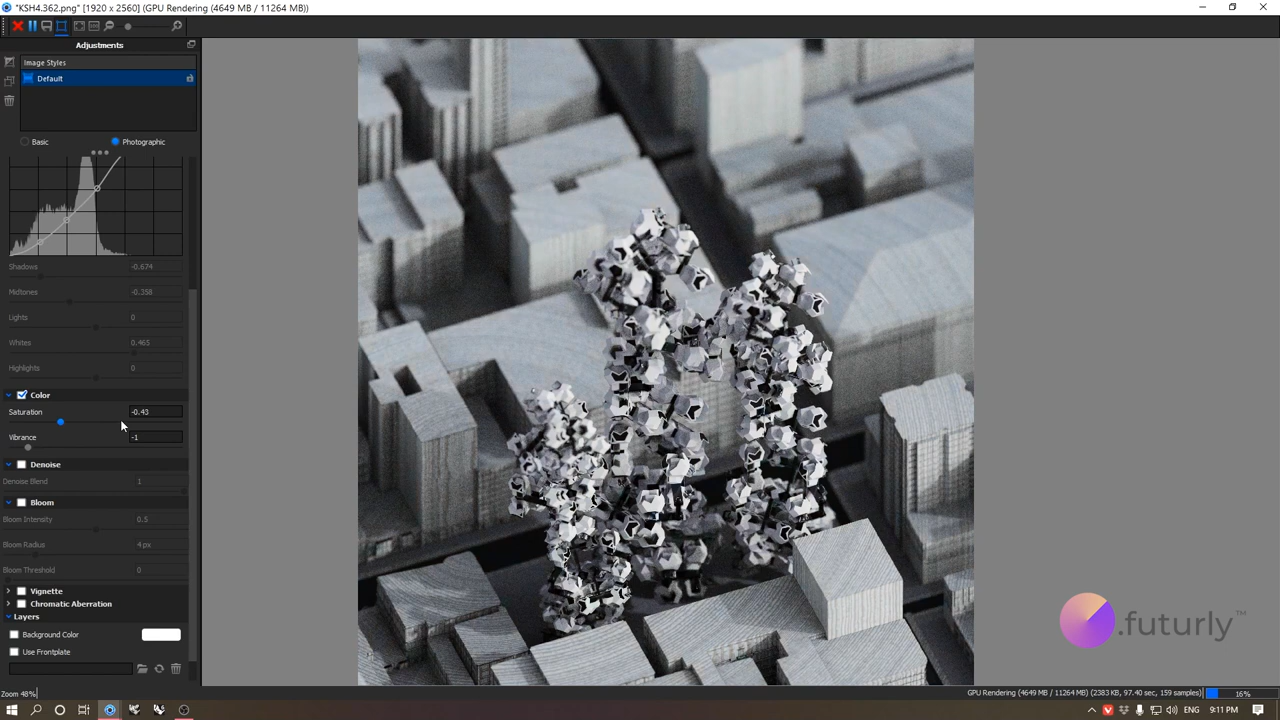 "KSH4.362.png" [1920 x 2560] (GPU Rendering) (4649 MB / 11264 MB)
Adjustments
Image Styles
Default
Basic
Photographic
Shadows -0.674
Midtones -0.358
Lights 0
Whites 0.465
Highlights 0
Color
Saturation -0.43
Vibrance -1
Denoise
Denoise Blend 1
Bloom
Bloom Intensity 0.5
Bloom Radius 4 px
Bloom Threshold 0
Vignette
Chromatic Aberration
Layers
Background Color
Use Frontplate
.futurly™
Zoom 48%
GPU Rendering (4649 MB / 11264 MB) (2383 KB, 97.40 sec, 159 samples)
16%
ENG
9:11 PM